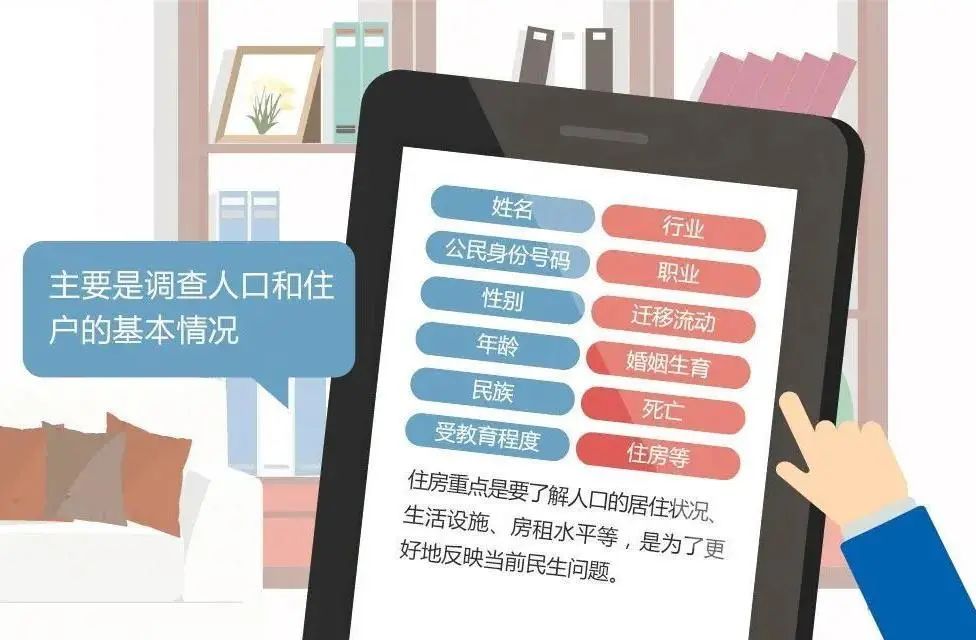 主要是调查人口和住
户的基本情况
姓名
公民身份号码
性别
年龄
民族
受教育程度
行业
职业
迁移流动
婚姻生育
死亡
住房等
住房重点是要了解人口的居住状况、
生活设施、房租水平等，是为了更
好地反映当前民生问题。